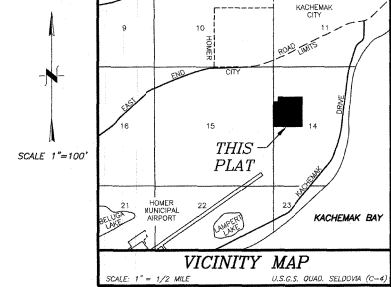 KACHEMAK
CITY
9
10
11
HOMER
ROAD
LIMITS
EAST
END
CITY
N
SCALE 1"=100'
16
15
14
THIS
PLAT
DRIVE
KACHEMAK
21
22
23
HOMER
MUNICIPAL
AIRPORT
BELUGA
LAKE
LAMPERT
LAKE
KACHEMAK BAY
VICINITY MAP
SCALE: 1" = 1/2 MILE
U.S.G.S. QUAD. SELDOVIA (C-4)